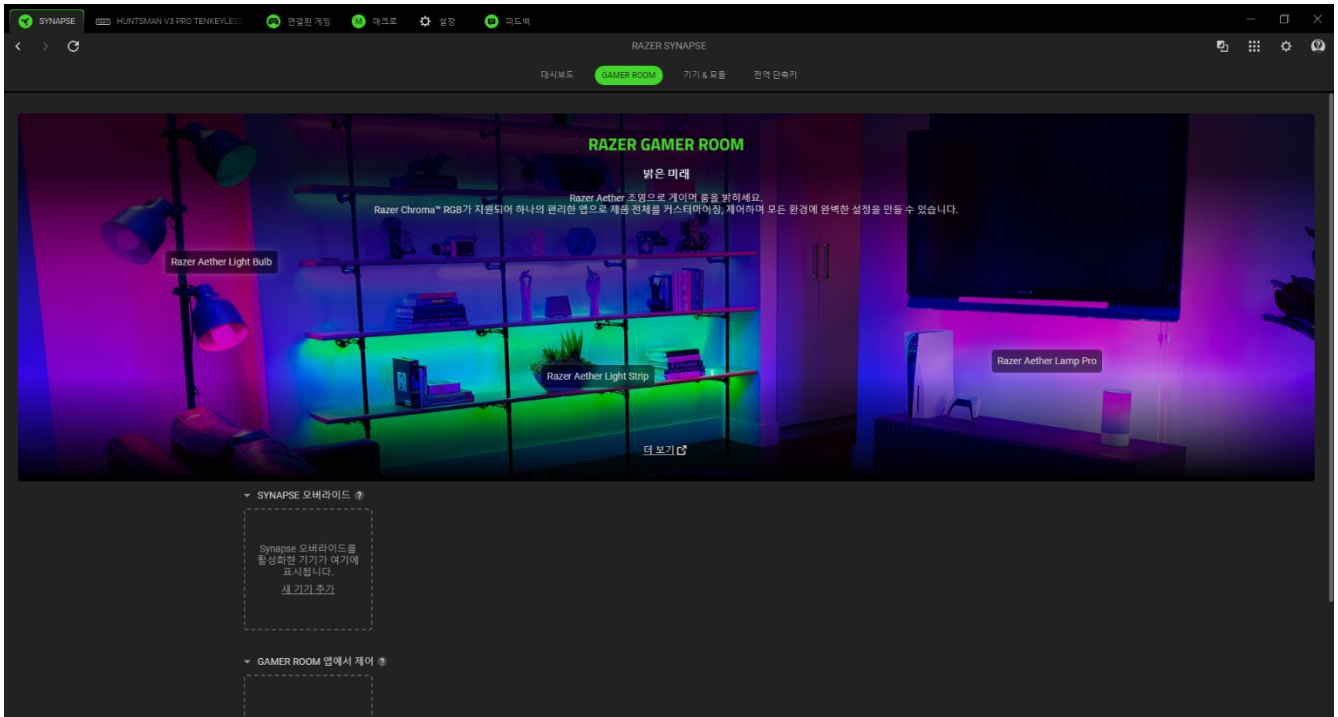 SYNAPSE
HUNTSMAN V3 PRO TENKEYLESS
연결된 게임
매크로
설정
피드백
RAZER SYNAPSE
대시보드
GAMER ROOM
기기 & 모듈
전역 단축키
RAZER GAMER ROOM
밝은 미래
Razer Aether 조명으로 게이머 룸을 밝히세요.
Razer Chroma™ RGB가 지원되어 하나의 편리한 앱으로 제품 전체를 커스터마이징, 제어하며 모든 환경에 완벽한 설정을 만들 수 있습니다.
Razer Aether Light Bulb
Razer Aether Lamp Pro
Razer Aether Light Strip
더 보기
SYNAPSE 오버라이드 ?
Synapse 오버라이드를
활성화한 기기가 여기에
표시됩니다.
새 기기 추가
GAMER ROOM 앱에서 제어 ?